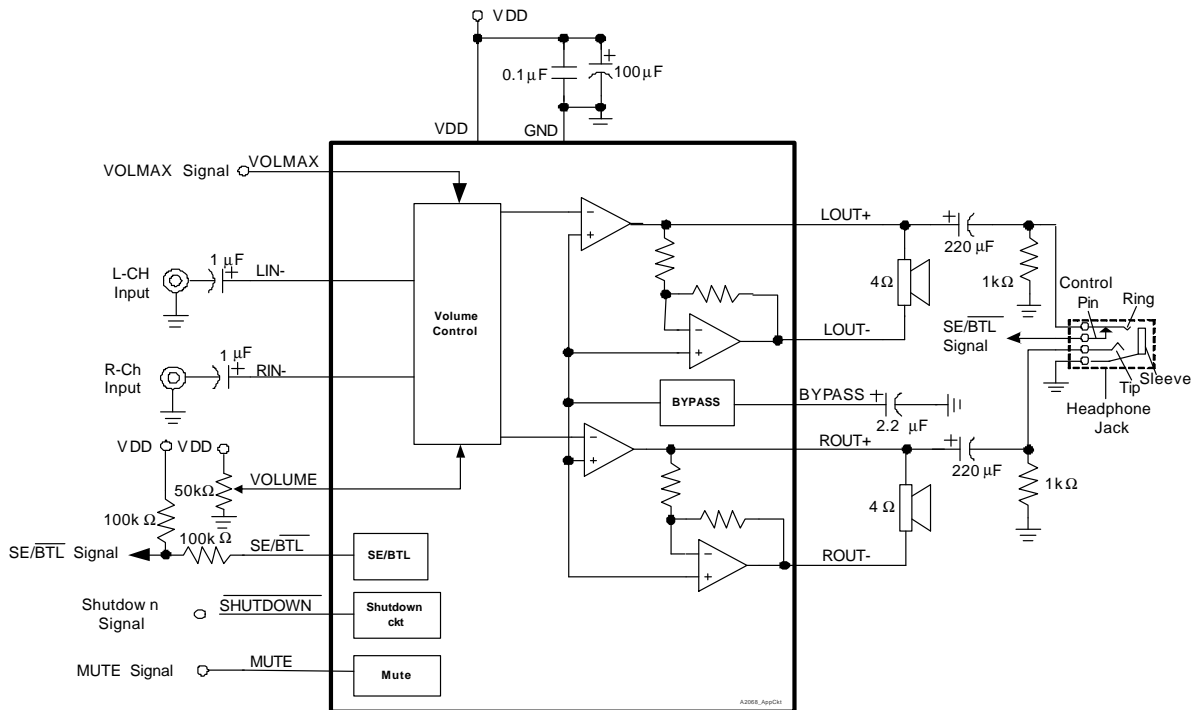 VDD
0.1μF
100μF
VDD
GND
VOLMAX Signal
VOLMAX
LOUT+
220 μF
1 μF
L-CH
Input
LIN-
4Ω
1kΩ
Control
Pin
Ring
Volume
Control
LOUT-
SE/BTL
Signal
1 μF
R-Ch
Input
RIN-
Tip
Sleeve
BYPASS
BYPASS
2.2 μF
Headphone
Jack
VDD
VDD
ROUT+
220 μF
50kΩ
VOLUME
1kΩ
100k Ω
4 Ω
100k Ω
SE/BTL Signal
SE/BTL
SE/BTL
ROUT-
Shutdow n
Signal
SHUTDOWN
Shutdown
ckt
MUTE Signal
MUTE
Mute
A2068_AppCkt